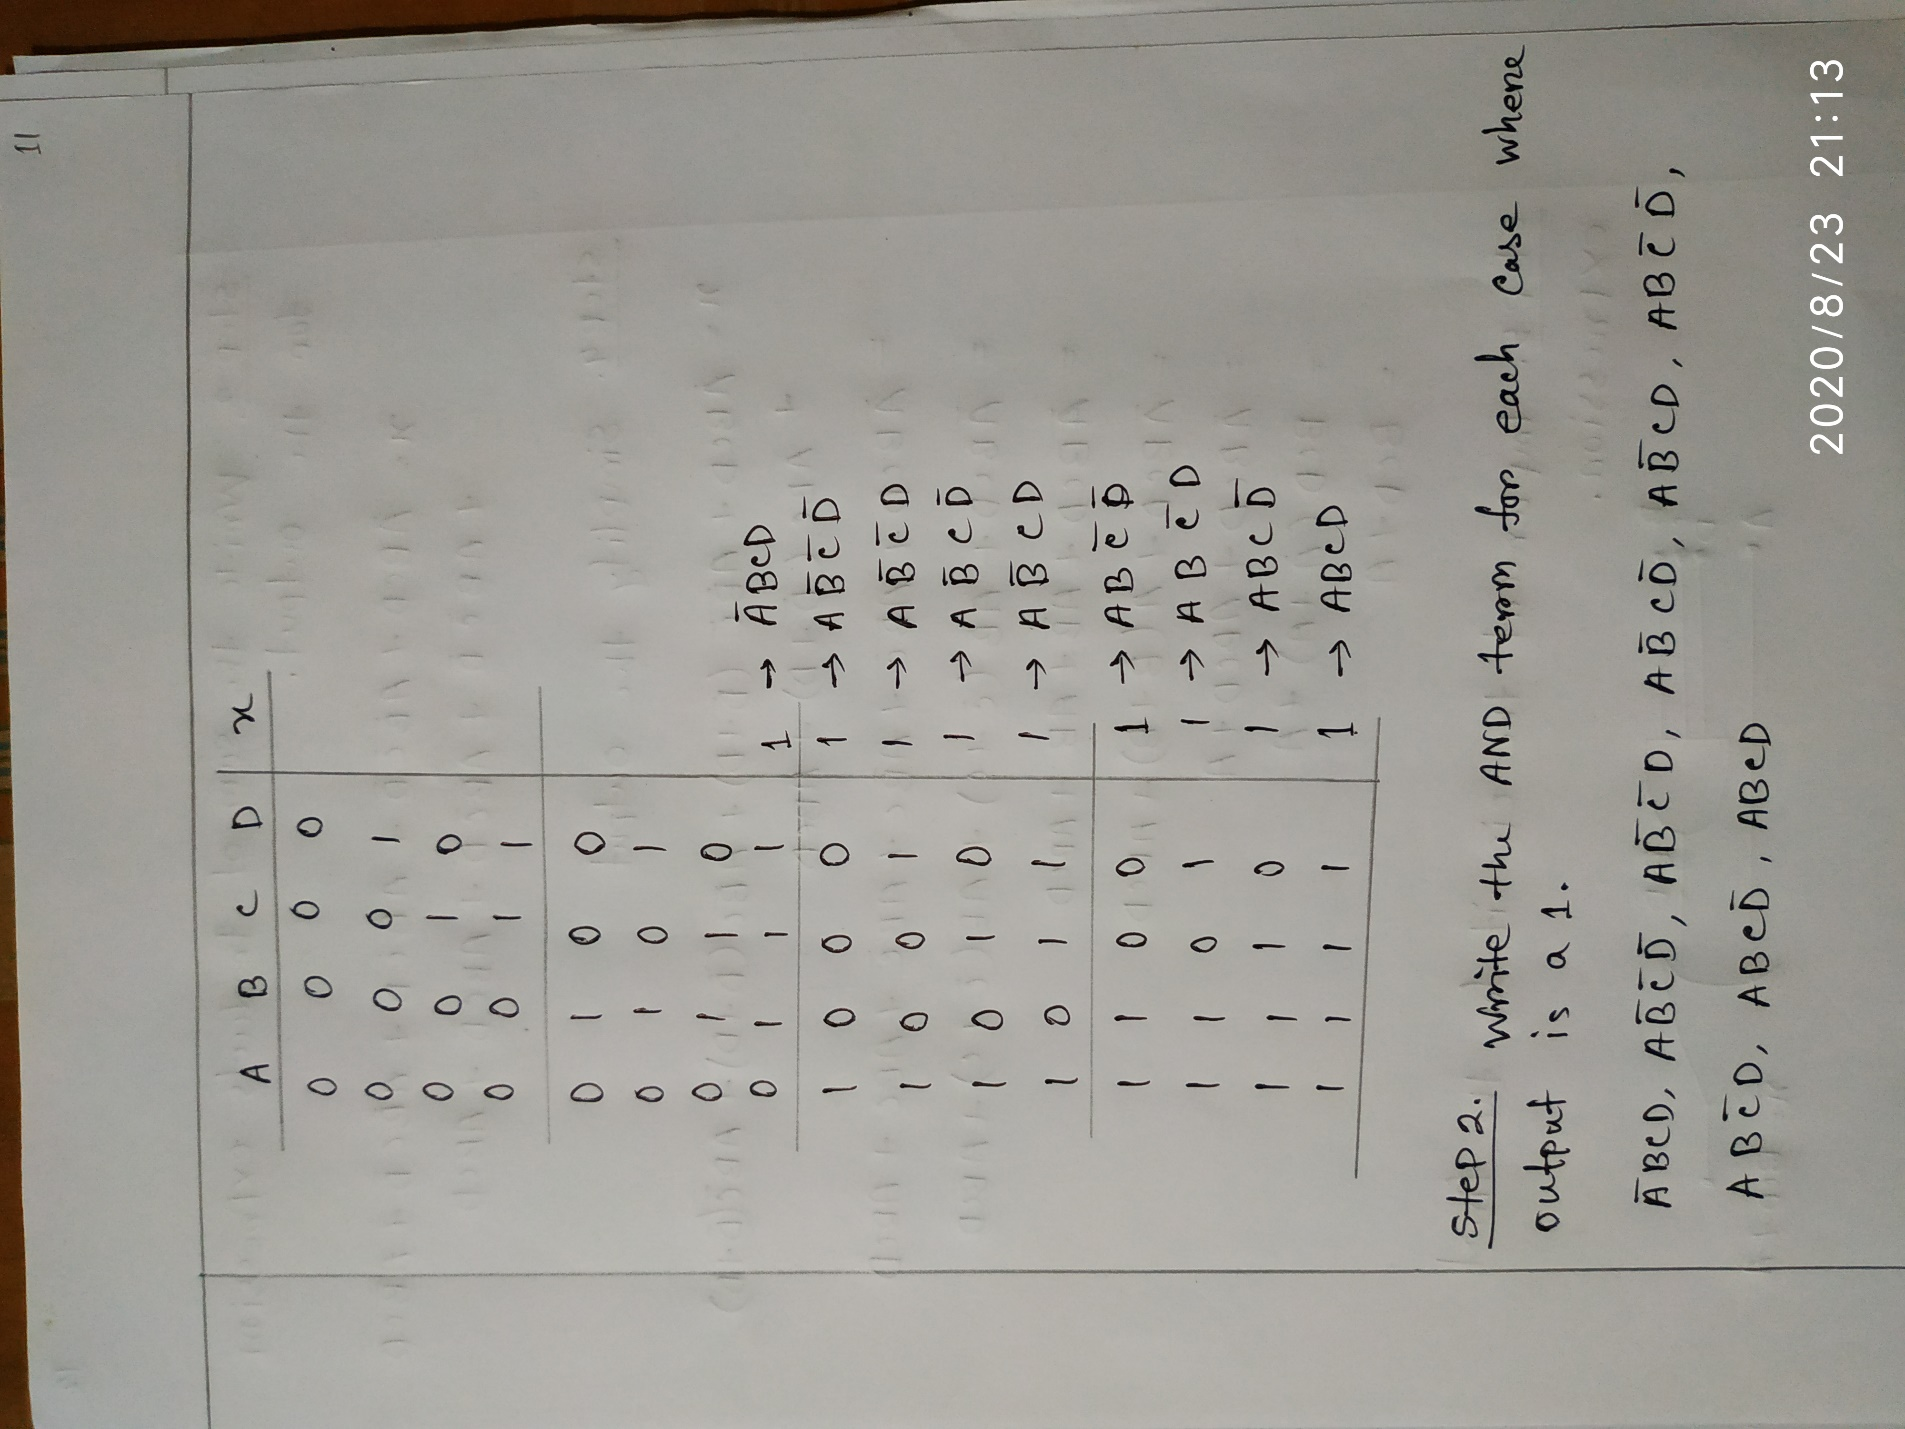 11
A B C D x
0 0 0 0
0 0 0 1
0 0 1 0
0 0 1 1
0 1 0 0
0 1 0 1
0 1 1 0
0 1 1 1 1 → A̅BCD
1 0 0 0 1 → AB̅C̅D̅
1 0 0 1 1 → AB̅C̅D
1 0 1 0 1 → AB̅CD̅
1 0 1 1 1 → AB̅CD
1 1 0 0 1 → ABC̅D̅
1 1 0 1 1 → ABC̅D
1 1 1 0 1 → ABCD̅
1 1 1 1 1 → ABCD
Step 2. Write the AND term for each case where
output is a 1.
A̅BCD, AB̅C̅D̅, AB̅C̅D, AB̅CD̅, AB̅CD, ABC̅D̅,
ABC̅D, ABCD̅, ABCD
2020/8/23 21:13